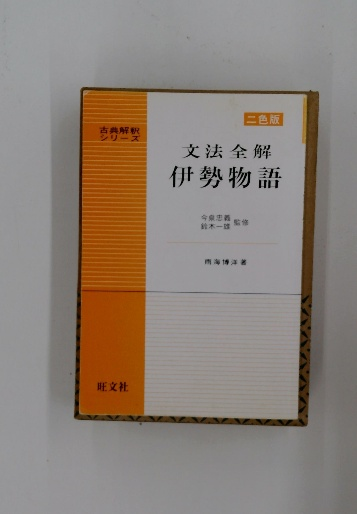 二色版
古典解釈
シリーズ
文法全解
伊勢物語
今泉忠義
鈴木一雄
監修
雨海博洋著
旺文社